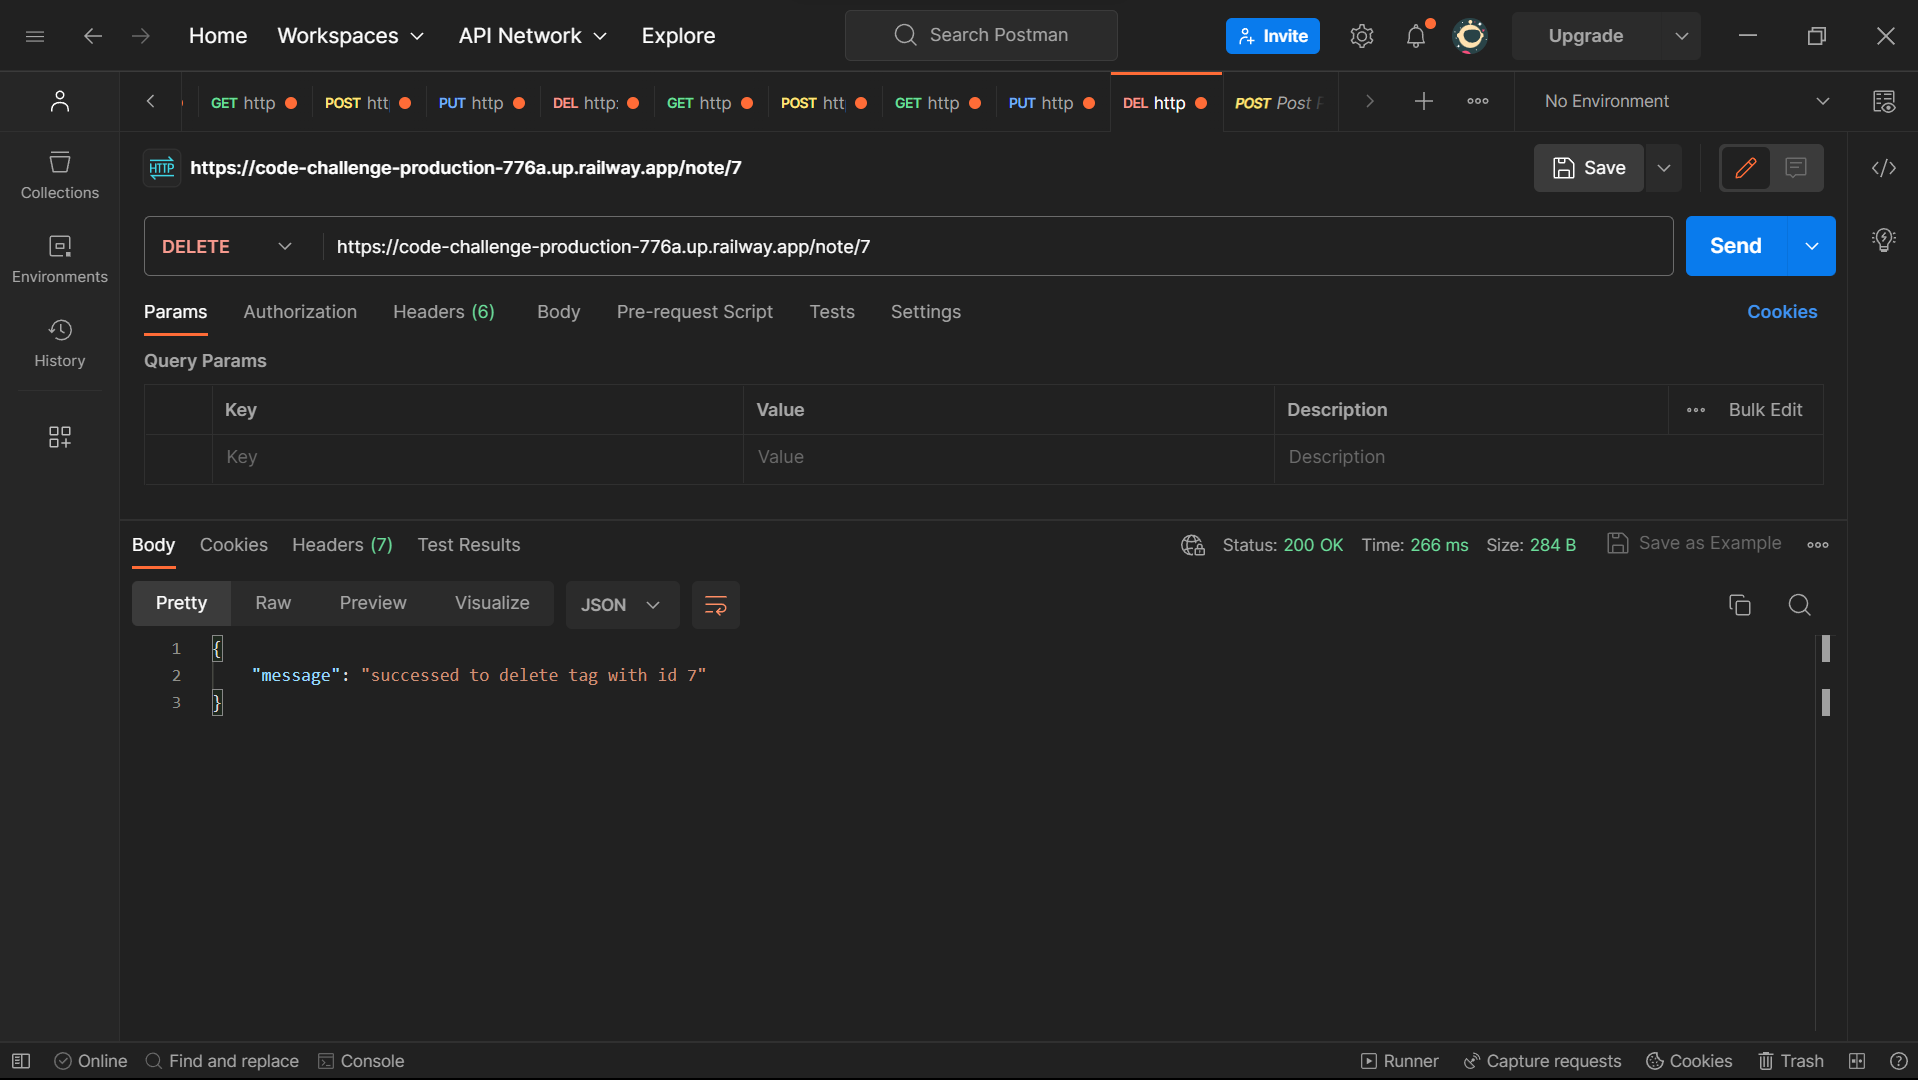 Home Workspaces API Network Explore Search Postman Invite Upgrade
GET http POST htt PUT http DEL http: GET http POST htt GET http PUT http DEL http POST Post No Environment
HTTP https://code-challenge-production-776a.up.railway.app/note/7 Save
Collections
DELETE https://code-challenge-production-776a.up.railway.app/note/7 Send
Environments
Params Authorization Headers (6) Body Pre-request Script Tests Settings Cookies
History
Query Params
Key Value Description Bulk Edit
Key Value Description
Body Cookies Headers (7) Test Results Status: 200 OK Time: 266 ms Size: 284 B Save as Example
Pretty Raw Preview Visualize JSON
1 {
2 "message": "successed to delete tag with id 7"
3 }
Online Find and replace Console Runner Capture requests Cookies Trash